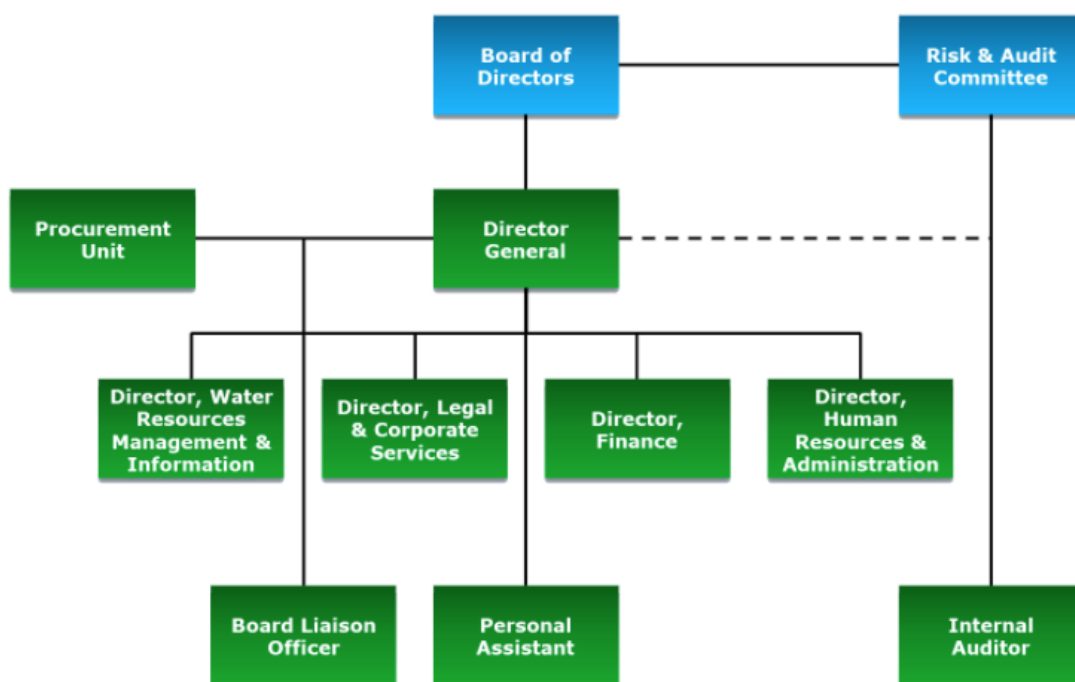 Board of
Directors
Risk & Audit
Committee
Procurement
Unit
Director
General
Director, Water
Resources
Management &
Information
Director, Legal
& Corporate
Services
Director,
Finance
Director,
Human
Resources &
Administration
Board Liaison
Officer
Personal
Assistant
Internal
Auditor